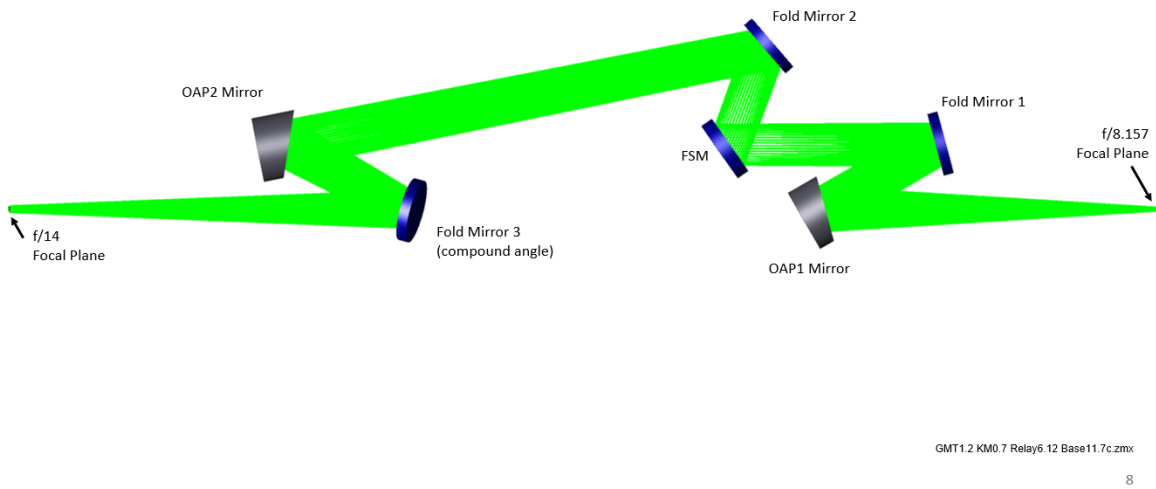 Fold Mirror 2
OAP2 Mirror
Fold Mirror 1
f/8.157
Focal Plane
FSM
f/14
Focal Plane
Fold Mirror 3
(compound angle)
OAP1 Mirror
GMT1.2 KM0.7 Relay6.12 Base11.7c.zmx
8